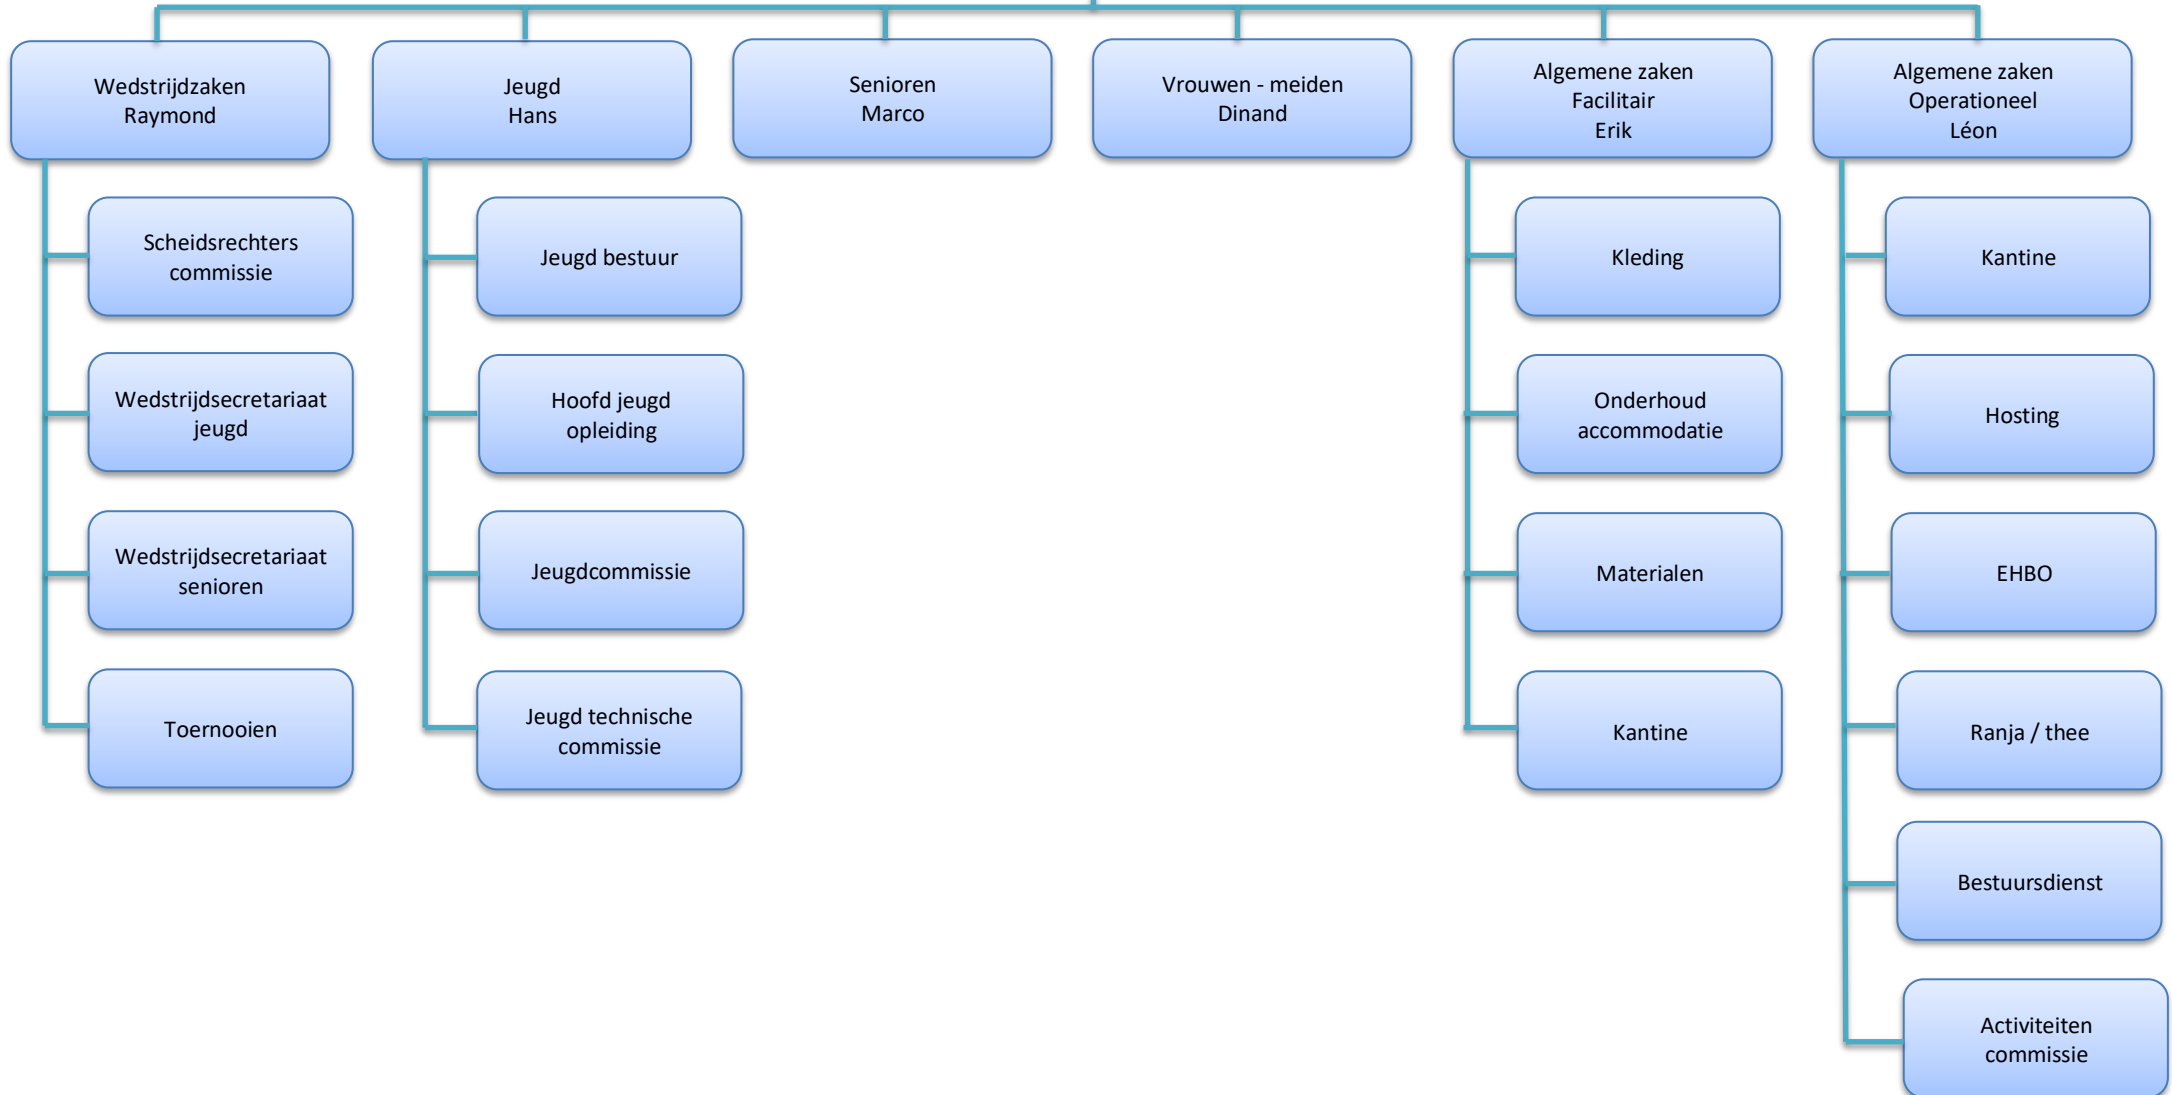 Wedstrijdzaken
Raymond
Jeugd
Hans
Senioren
Marco
Vrouwen - meiden
Dinand
Algemene zaken
Facilitair
Erik
Algemene zaken
Operationeel
Léon
Scheidsrechters
commissie
Wedstrijdsecretariaat
jeugd
Wedstrijdsecretariaat
senioren
Toernooien
Jeugd bestuur
Hoofd jeugd
opleiding
Jeugdcommissie
Jeugd technische
commissie
Kleding
Onderhoud
accommodatie
Materialen
Kantine
Kantine
Hosting
EHBO
Ranja / thee
Bestuursdienst
Activiteiten
commissie